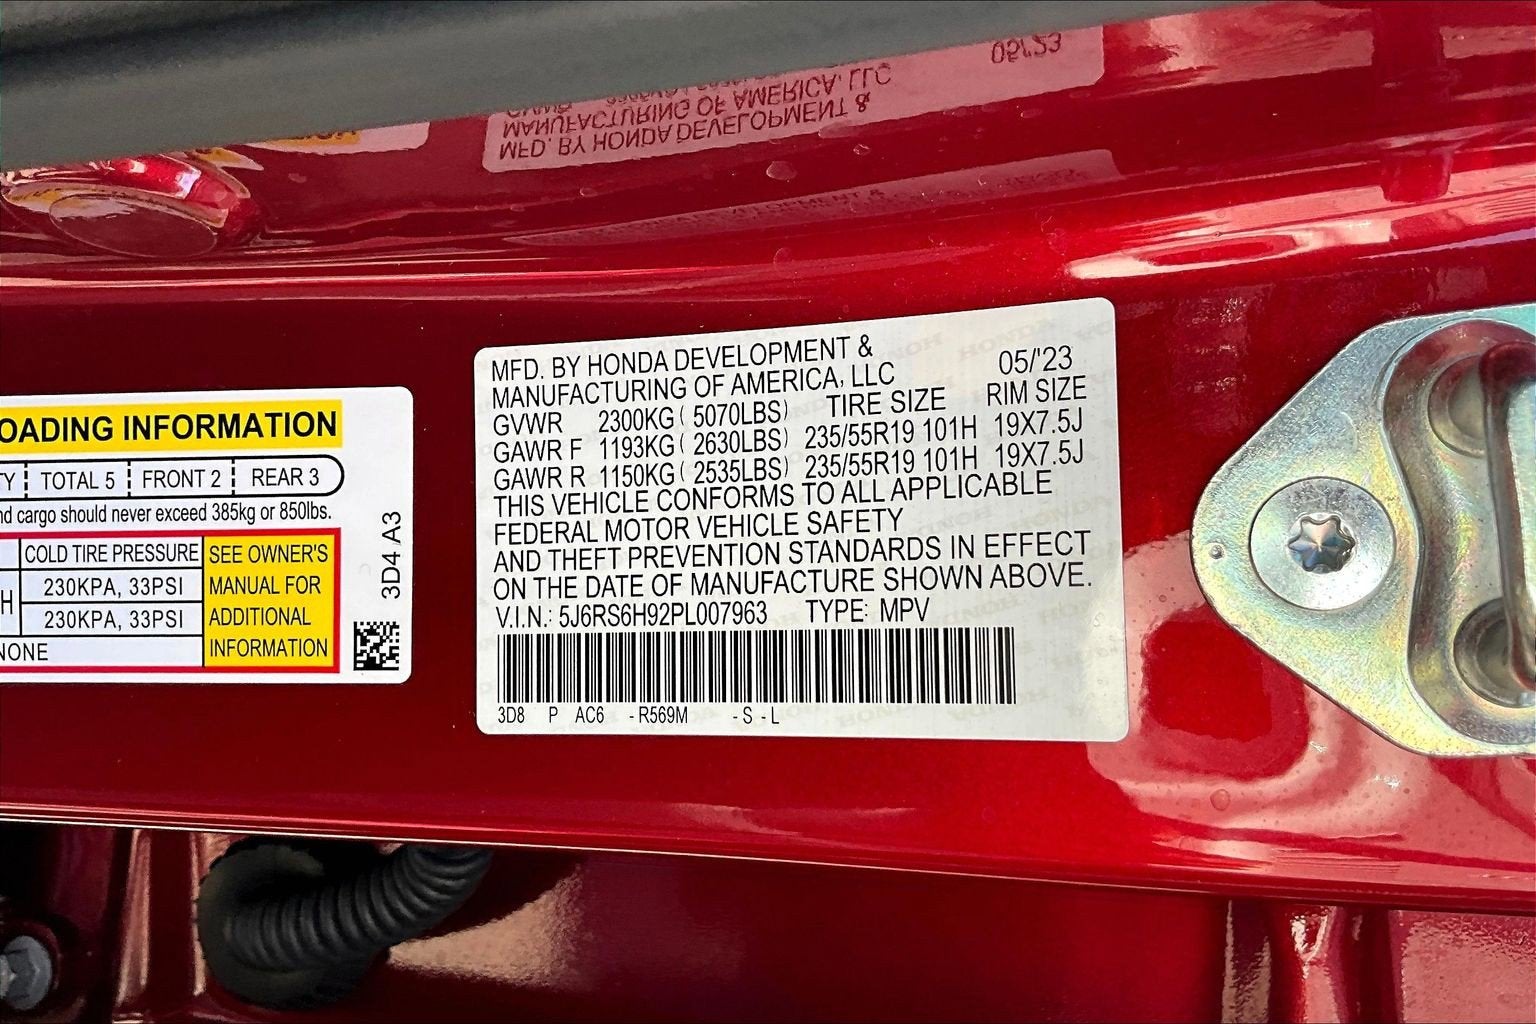 05/'23
MANUFACTURING OF AMERICA, LLC
MFD. BY HONDA DEVELOPMENT &
OADING INFORMATION
TY TOTAL 5 FRONT 2 REAR 3
nd cargo should never exceed 385kg or 850lbs.
COLD TIRE PRESSURE
H 230KPA, 33PSI
230KPA, 33PSI
NONE
SEE OWNER'S
MANUAL FOR
ADDITIONAL
INFORMATION
3D4 A3
MFD. BY HONDA DEVELOPMENT & 05/'23
MANUFACTURING OF AMERICA, LLC
GVWR 2300KG ( 5070LBS) TIRE SIZE RIM SIZE
GAWR F 1193KG ( 2630LBS) 235/55R19 101H 19X7.5J
GAWR R 1150KG ( 2535LBS) 235/55R19 101H 19X7.5J
THIS VEHICLE CONFORMS TO ALL APPLICABLE
FEDERAL MOTOR VEHICLE SAFETY
AND THEFT PREVENTION STANDARDS IN EFFECT
ON THE DATE OF MANUFACTURE SHOWN ABOVE.
V.I.N.: 5J6RS6H92PL007963 TYPE: MPV
3D8 P AC6 - R569M - S - L